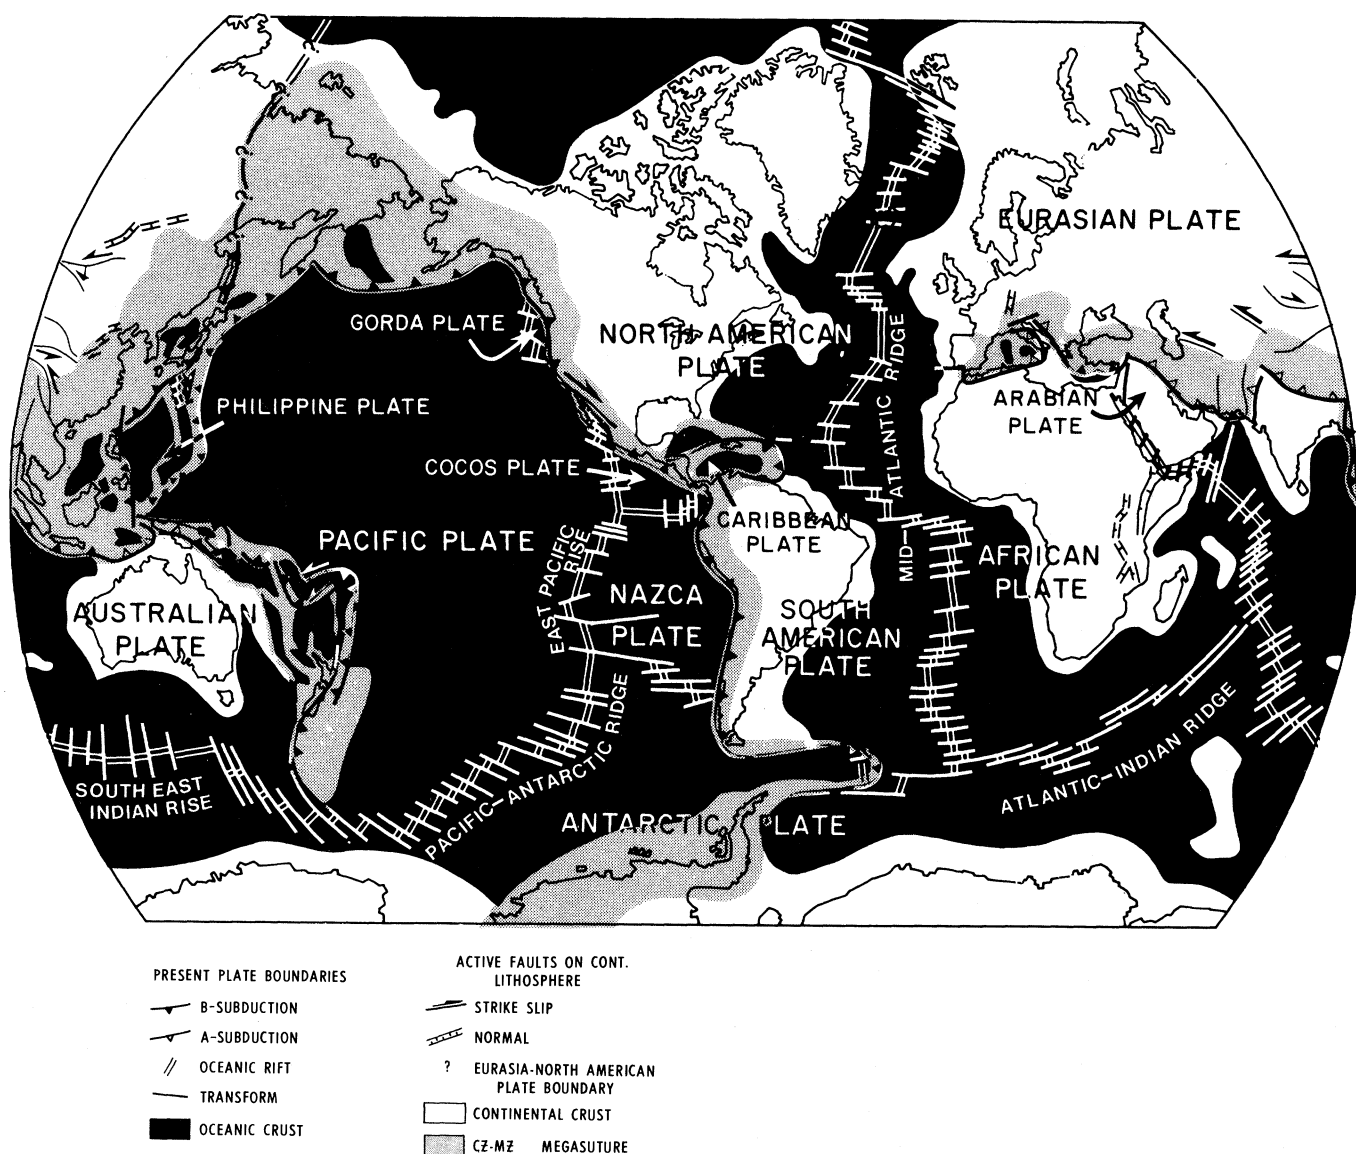 EURASIAN PLATE
GORDA PLATE
NORTH AMERICAN
PLATE
ATLANTIC RIDGE
MID-
PHILIPPINE PLATE
ARABIAN
PLATE
COCOS PLATE
CARIBBEAN
PLATE
PACIFIC PLATE
EAST PACIFIC
RISE
NAZCA
PLATE
AFRICAN
PLATE
AUSTRALIAN
PLATE
SOUTH
AMERICAN
PLATE
SOUTH EAST
INDIAN RISE
PACIFIC-ANTARCTIC RIDGE
ATLANTIC-INDIAN RIDGE
ANTARCTIC PLATE
?
?
?
?
PRESENT PLATE BOUNDARIES
B-SUBDUCTION
A-SUBDUCTION
OCEANIC RIFT
TRANSFORM
OCEANIC CRUST
ACTIVE FAULTS ON CONT.
LITHOSPHERE
STRIKE SLIP
NORMAL
? EURASIA-NORTH AMERICAN
PLATE BOUNDARY
CONTINENTAL CRUST
CƵ-MƵ MEGASUTURE